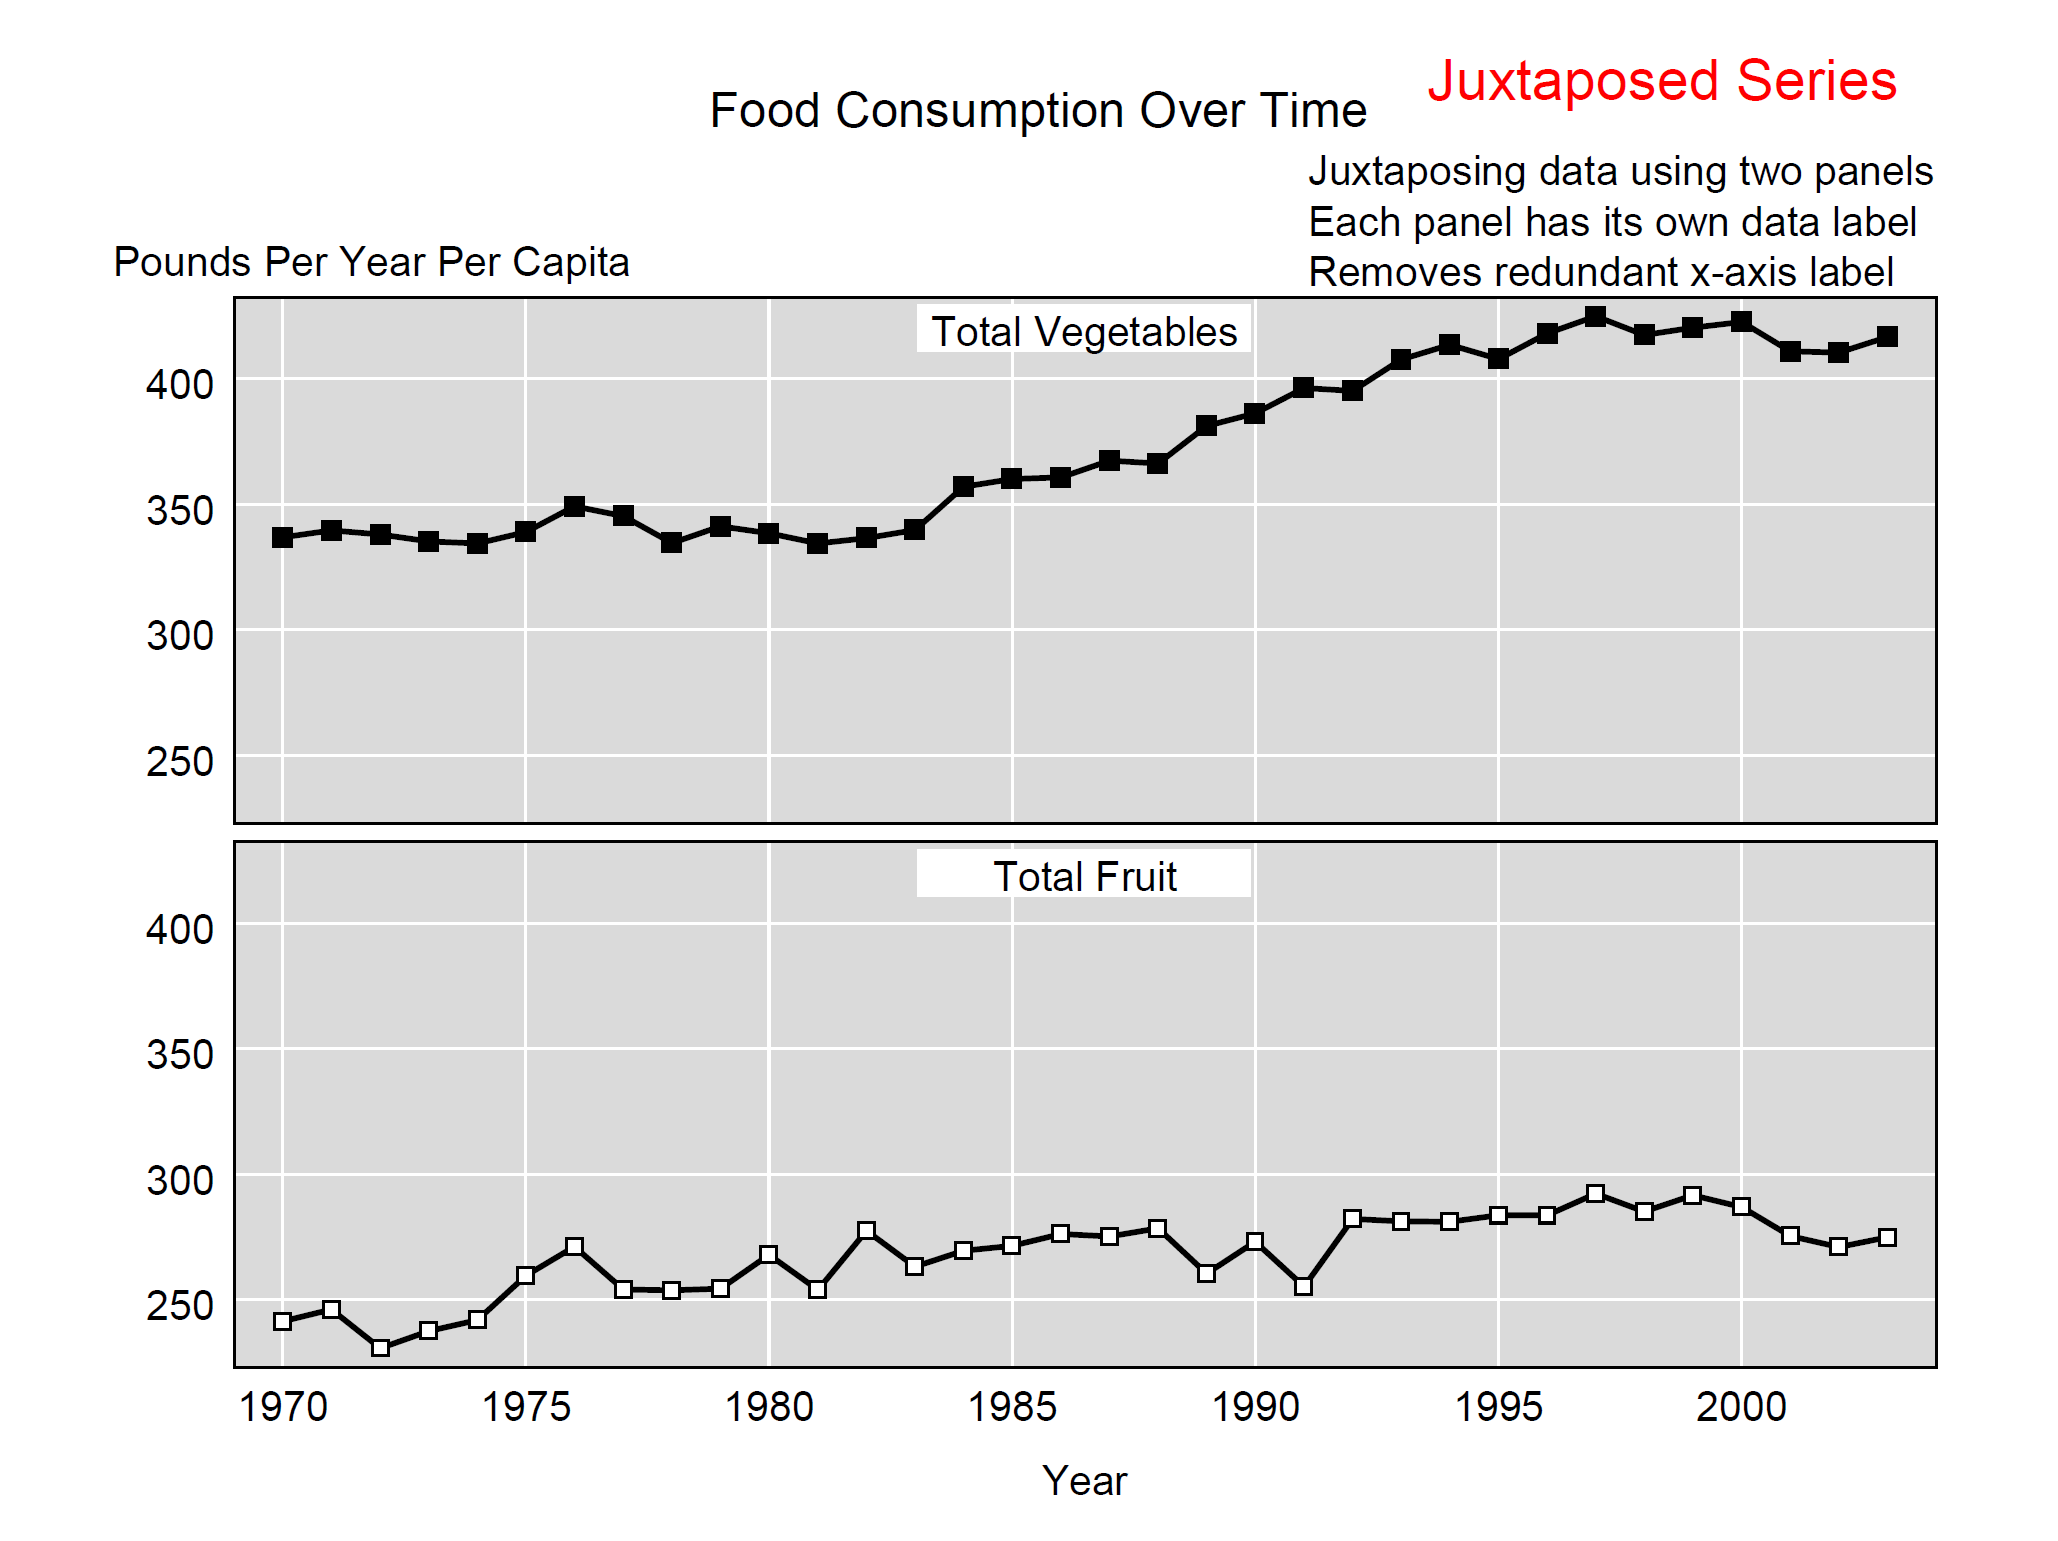 Juxtaposed Series
Food Consumption Over Time
Juxtaposing data using two panels
Each panel has its own data label
Removes redundant x-axis label
Pounds Per Year Per Capita
Total Vegetables
400
350
300
250
Total Fruit
400
350
300
250
1970 1975 1980 1985 1990 1995 2000
Year